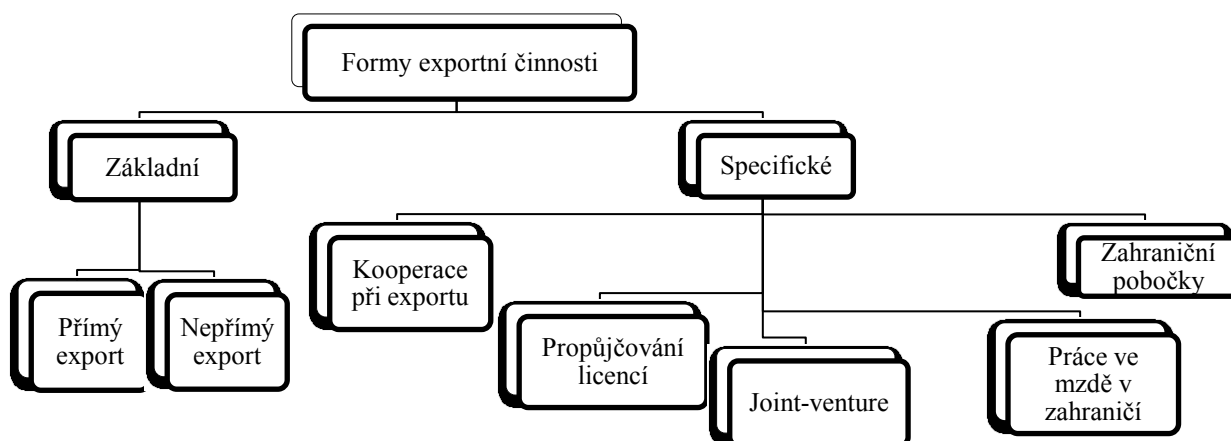 Formy exportní činnosti
Základní
Specifické
Přímý
export
Nepřímý
export
Kooperace
při exportu
Propůjčování
licencí
Joint-venture
Práce ve
mzdě v
zahraničí
Zahraniční
pobočky